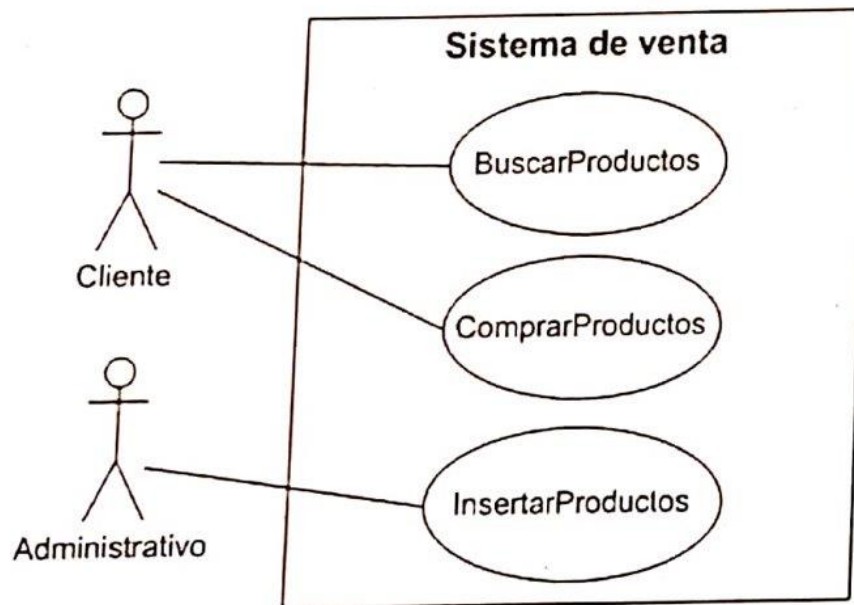 Sistema de venta
BuscarProductos
Cliente
ComprarProductos
InsertarProductos
Administrativo